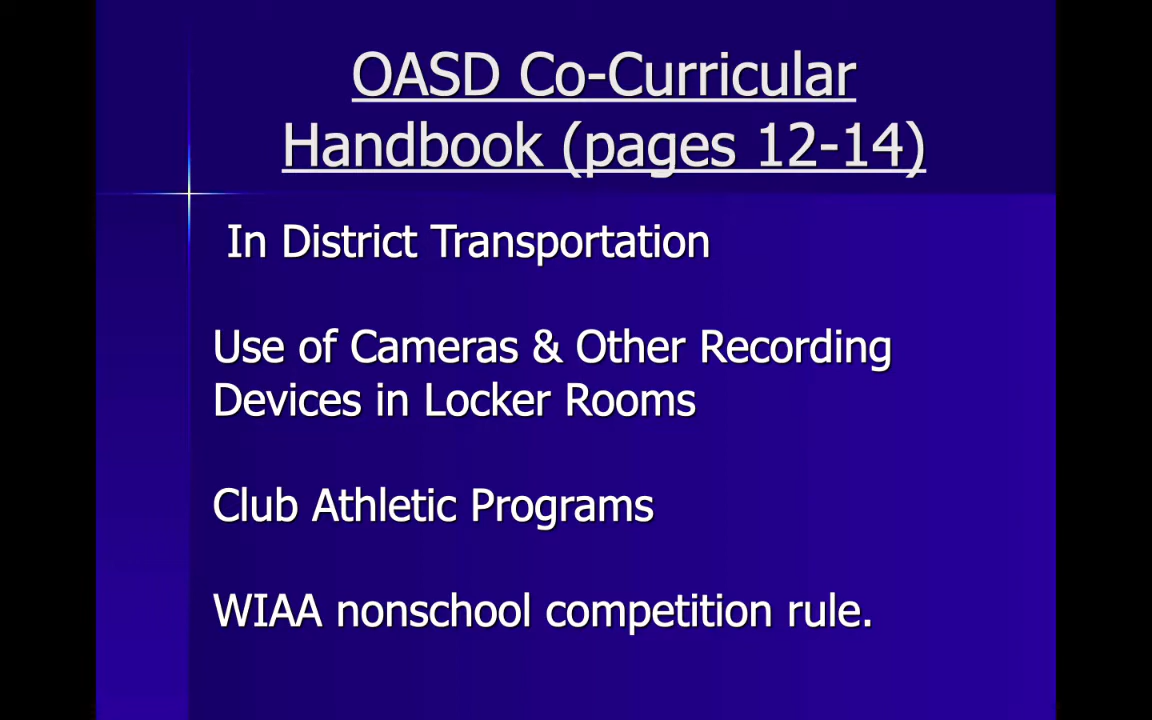 OASD Co-Curricular
Handbook (pages 12-14)
In District Transportation
Use of Cameras & Other Recording
Devices in Locker Rooms
Club Athletic Programs
WIAA nonschool competition rule.